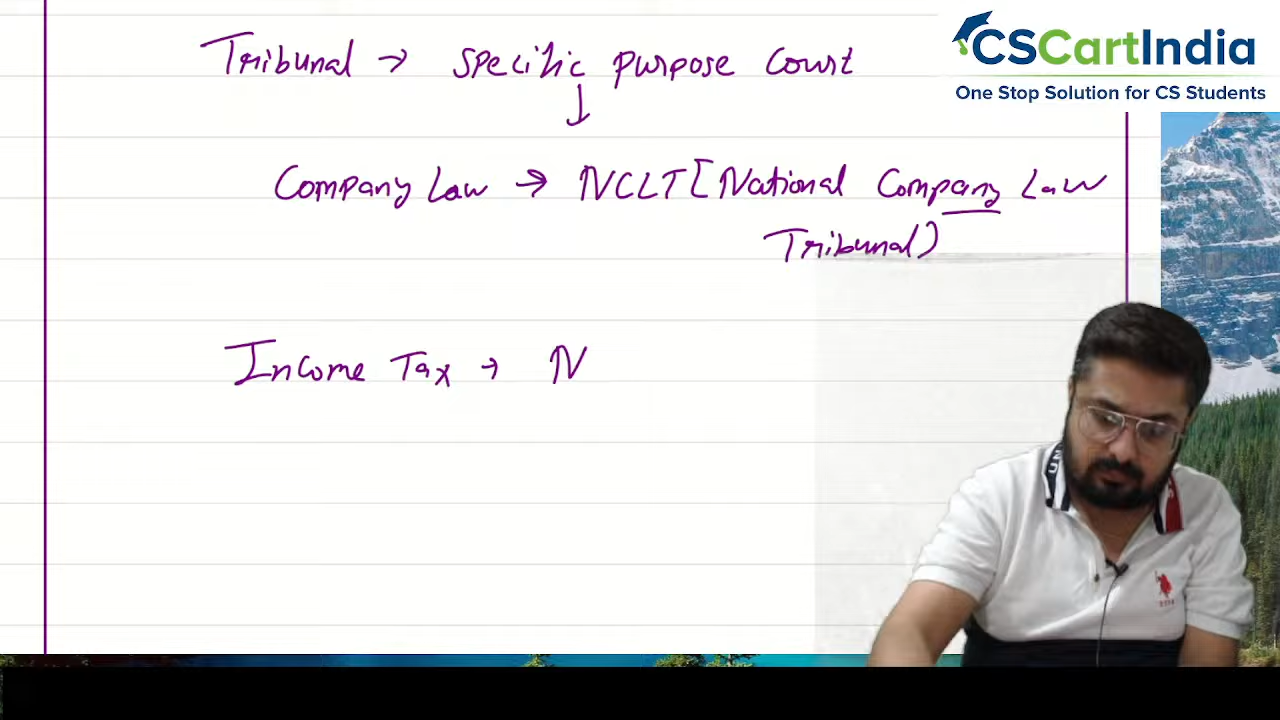 CSCartIndia
One Stop Solution for CS Students
Tribunal → specific purpose court
↓
Company Law → NCLT [National Company Law
Tribunal)
Income Tax → N